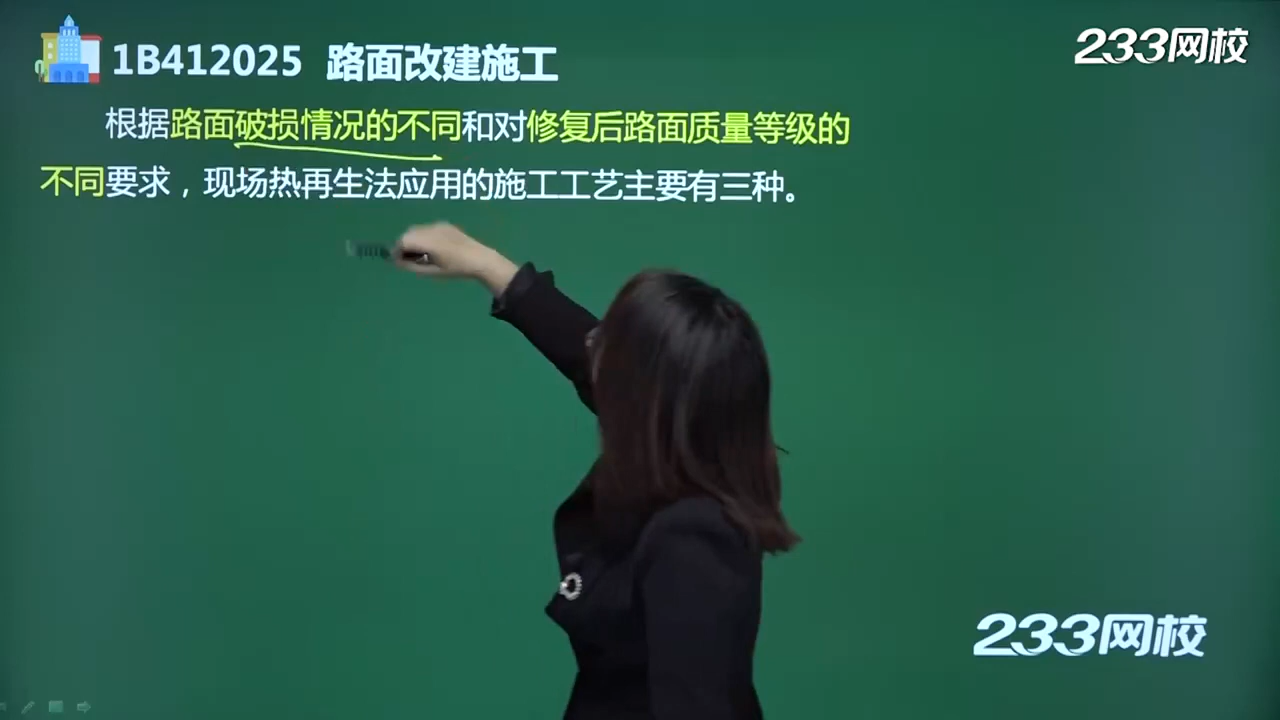 1B412025 路面改建施工
233网校
根据路面破损情况的不同和对修复后路面质量等级的
不同要求，现场热再生法应用的施工工艺主要有三种。
233网校